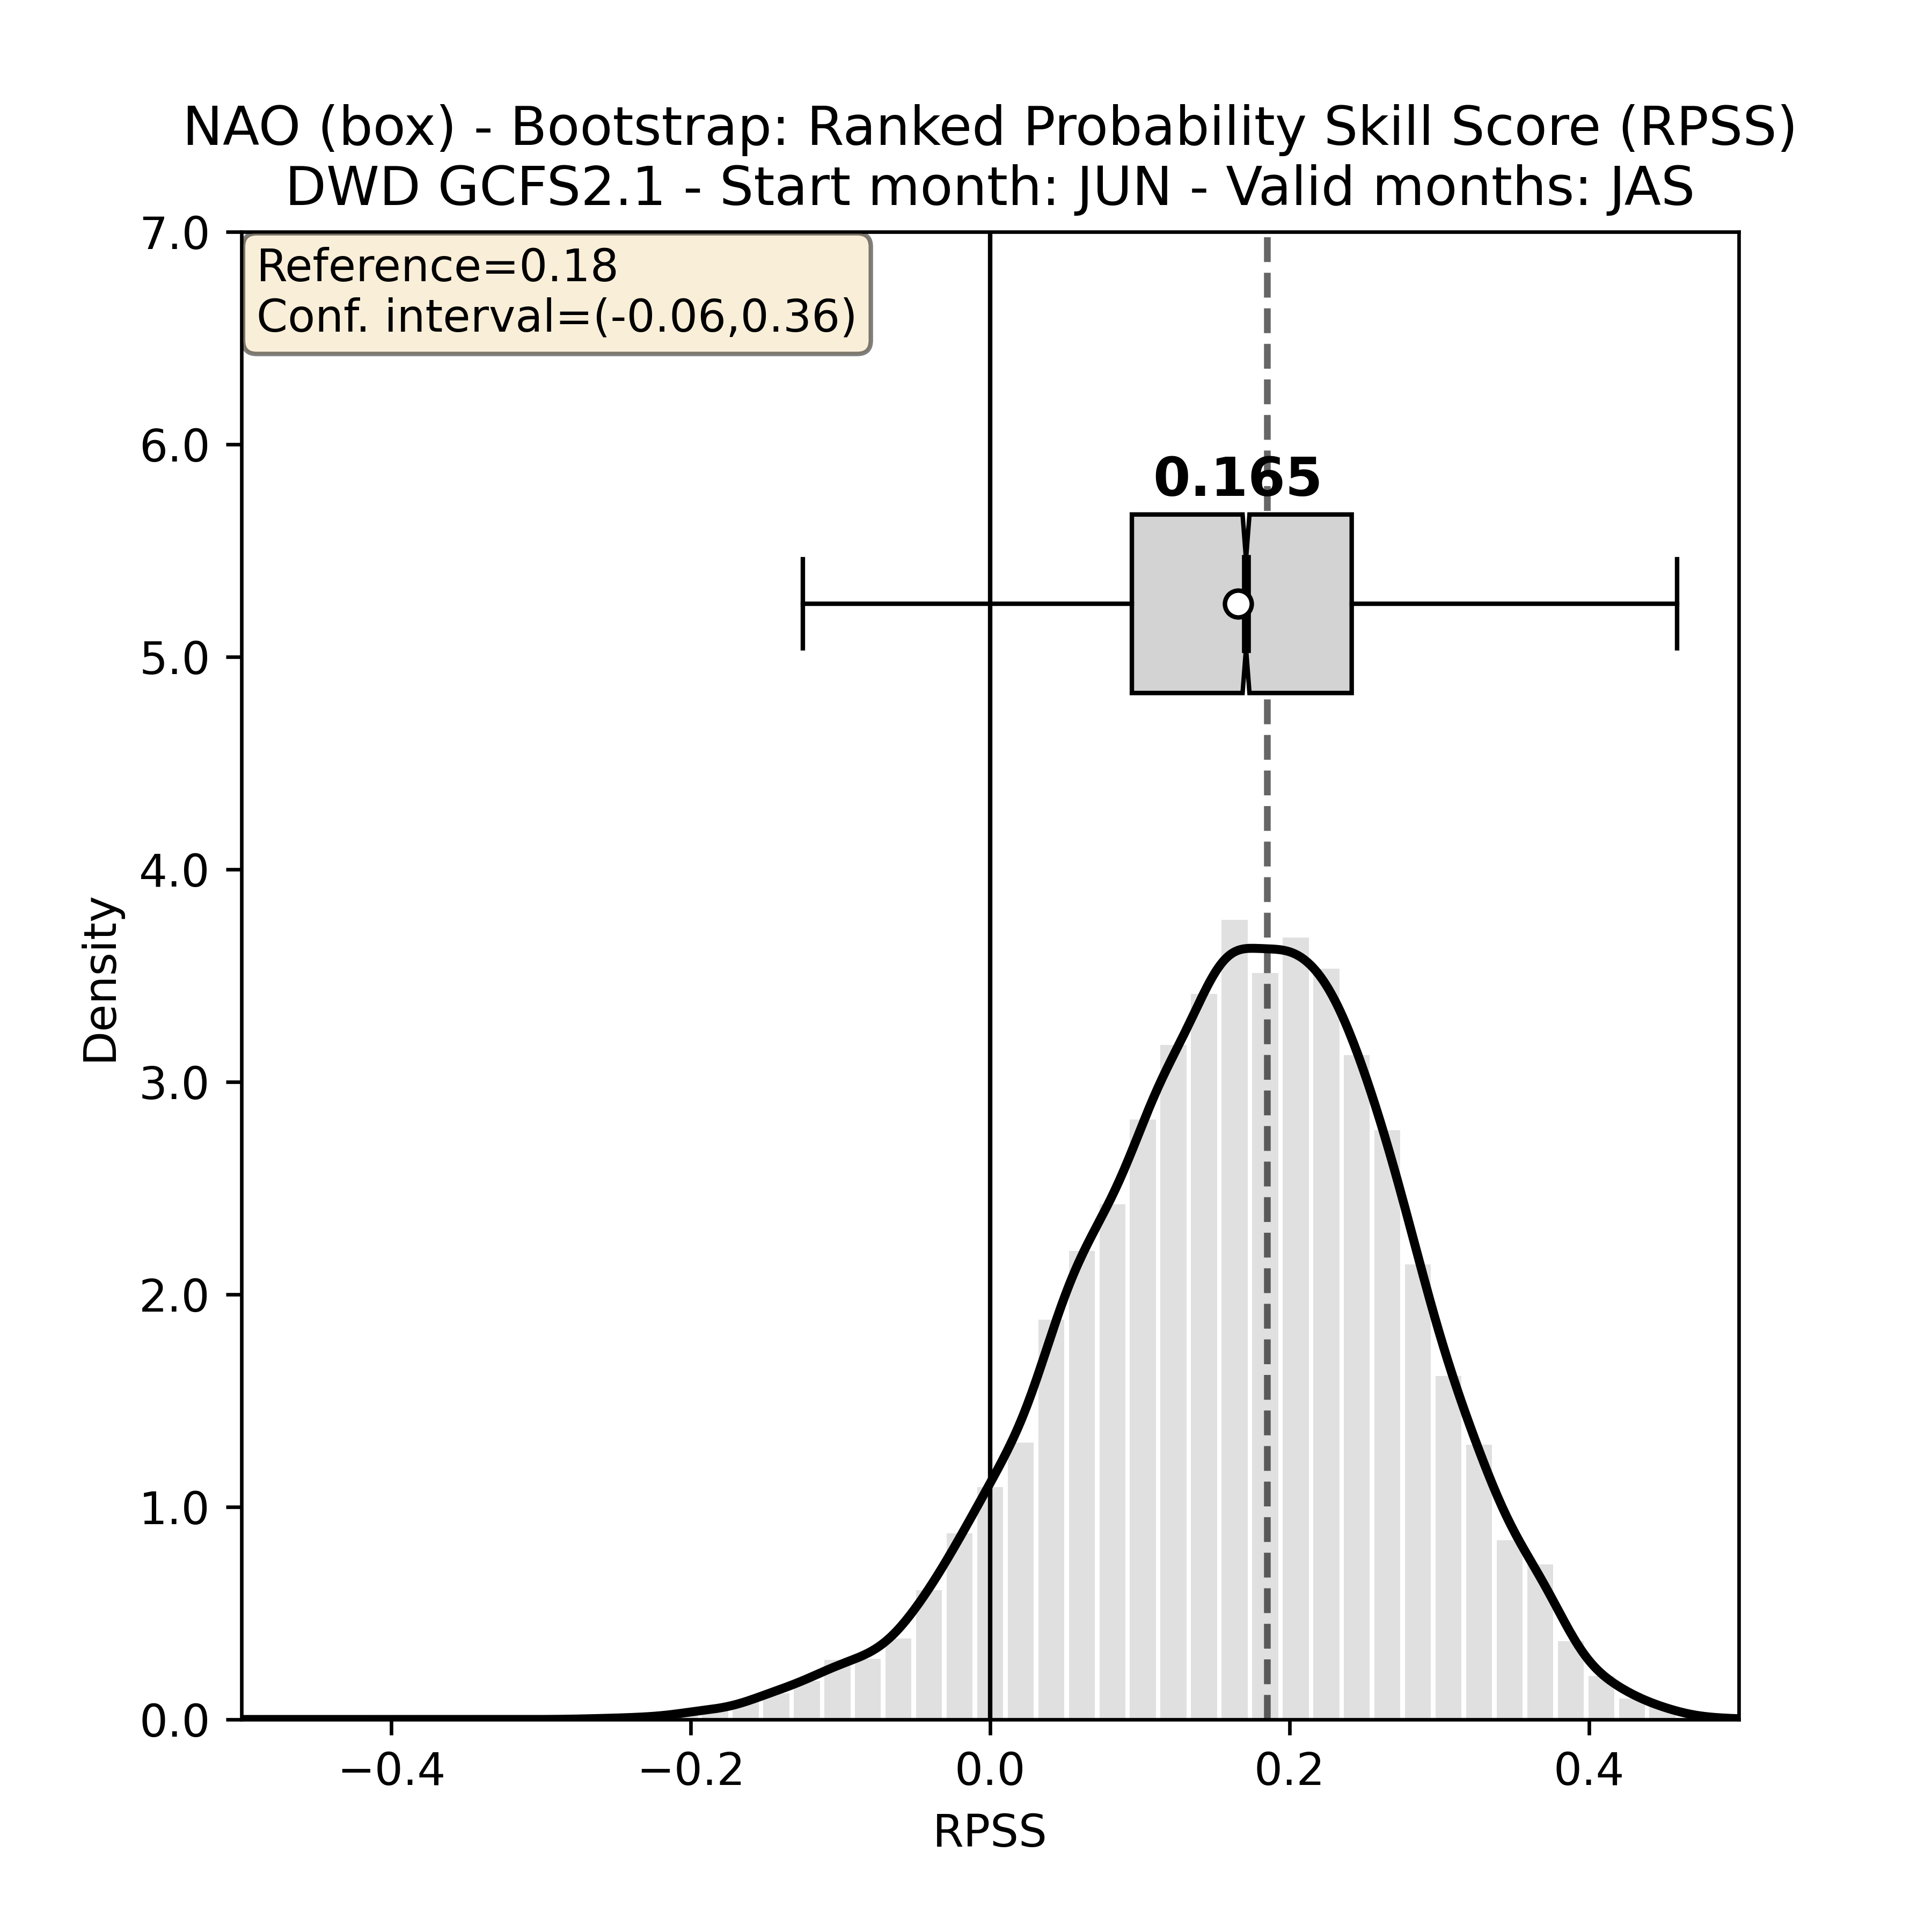 NAO (box) - Bootstrap: Ranked Probability Skill Score (RPSS)
DWD GCFS2.1 - Start month: JUN - Valid months: JAS
Reference=0.18
Conf. interval=(-0.06,0.36)
0.165
7.0
6.0
5.0
4.0
3.0
2.0
1.0
0.0
Density
−0.4
−0.2
0.0
0.2
0.4
RPSS